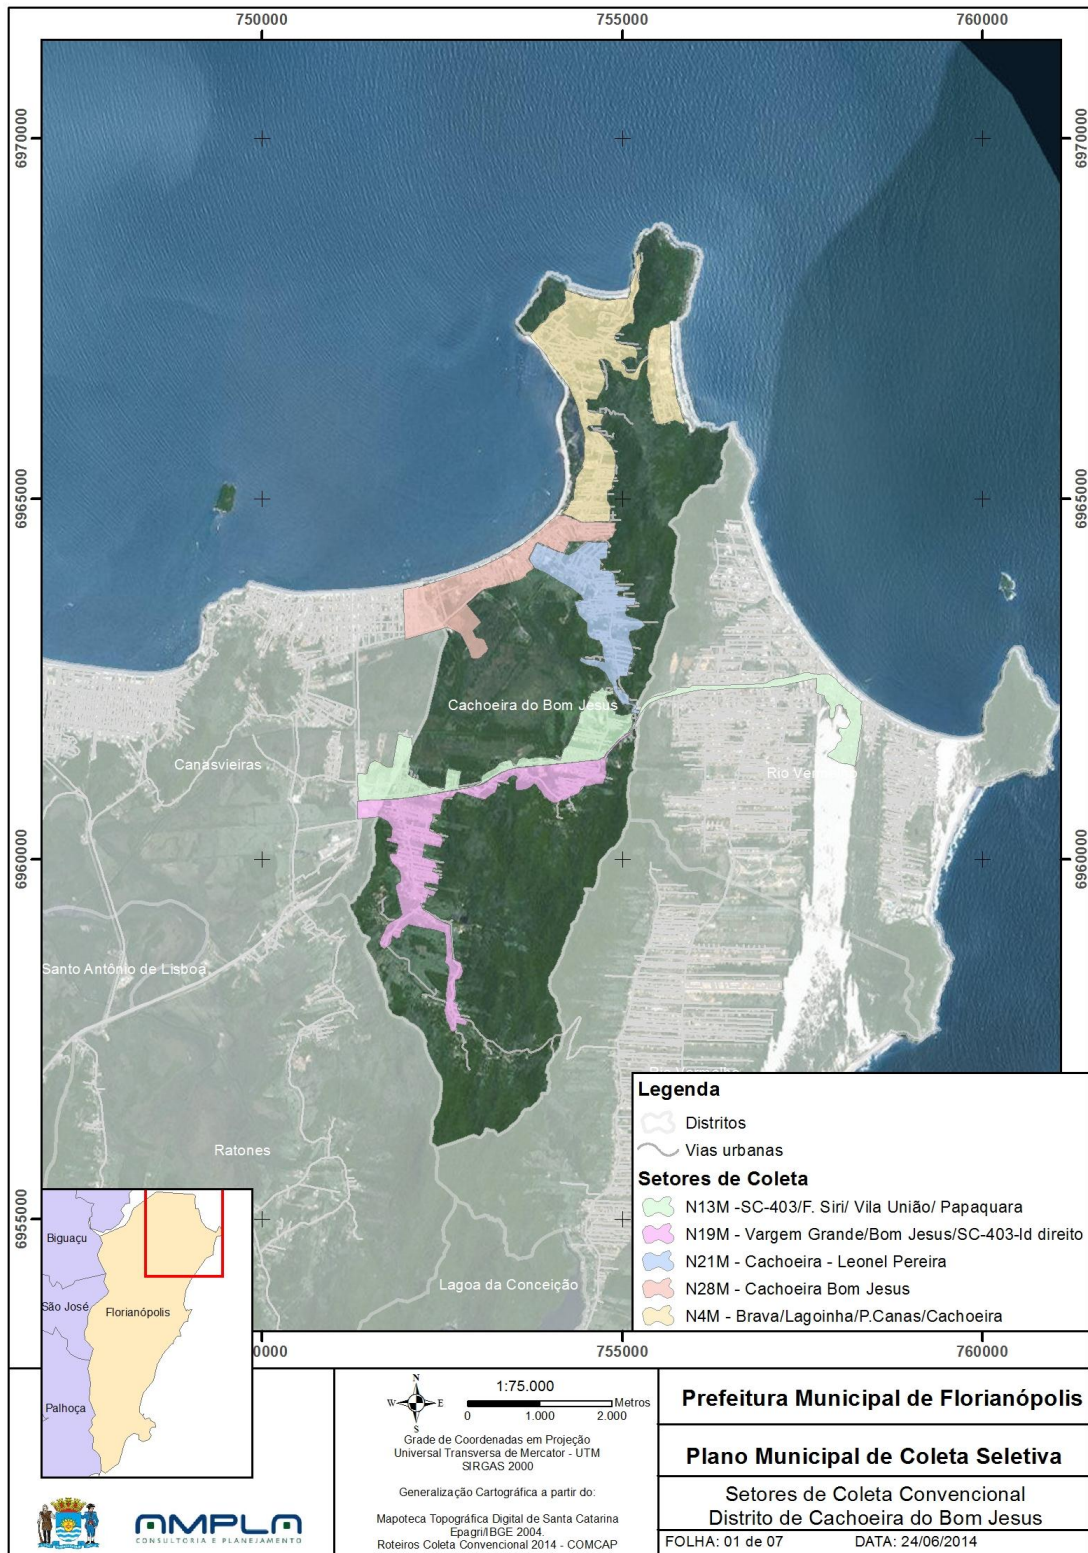 750000
755000
760000
6970000
6970000
6965000
6965000
Cachoeira do Bom Jesus
Canasvieiras
6960000
6960000
Santo Antônio de Lisboa
Ratones
Lagoa da Conceição
6955000
Legenda
Distritos
Vias urbanas
Setores de Coleta
N13M -SC-403/F. Siri/ Vila União/ Papaquara
N19M - Vargem Grande/Bom Jesus/SC-403-ld direito
N21M - Cachoeira - Leonel Pereira
N28M - Cachoeira Bom Jesus
N4M - Brava/Lagoinha/P.Canas/Cachoeira
Biguaçu
São José
Florianópolis
Palhoça
755000
760000
N
W E
S
1:75.000
Metros
0 1.000 2.000
Grade de Coordenadas em Projeção
Universal Transversa de Mercator - UTM
SIRGAS 2000
Generalização Cartográfica a partir do:
Mapoteca Topográfica Digital de Santa Catarina
Epagri/IBGE 2004.
Roteiros Coleta Convencional 2014 - COMCAP
AMPLA
CONSULTORIA E PLANEJAMENTO
Prefeitura Municipal de Florianópolis
Plano Municipal de Coleta Seletiva
Setores de Coleta Convencional
Distrito de Cachoeira do Bom Jesus
FOLHA: 01 de 07 DATA: 24/06/2014